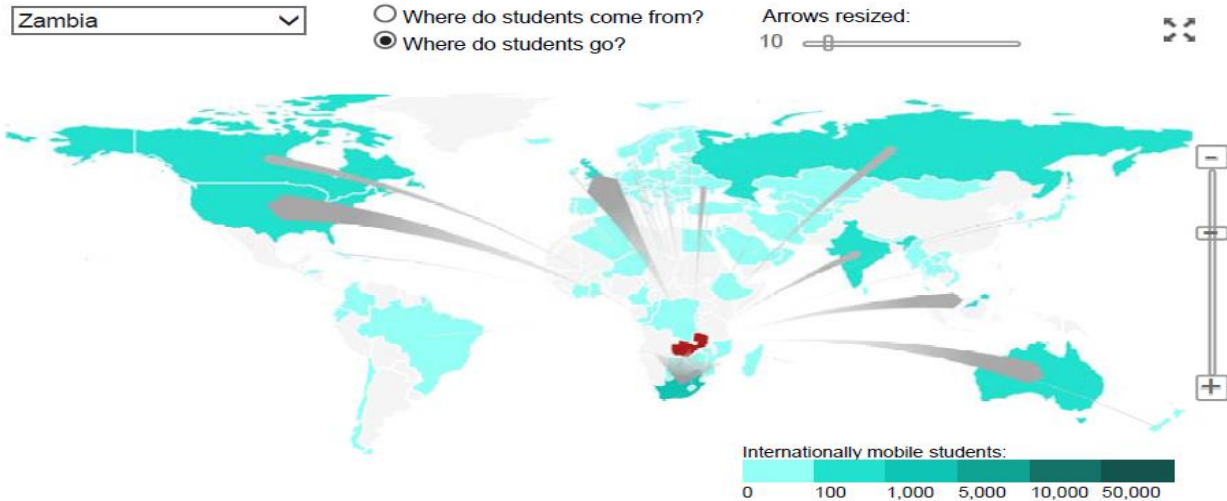 Zambia
Where do students come from?
Where do students go?
Arrows resized:
10
-
-
+
Internationally mobile students:
0 100 1,000 5,000 10,000 50,000